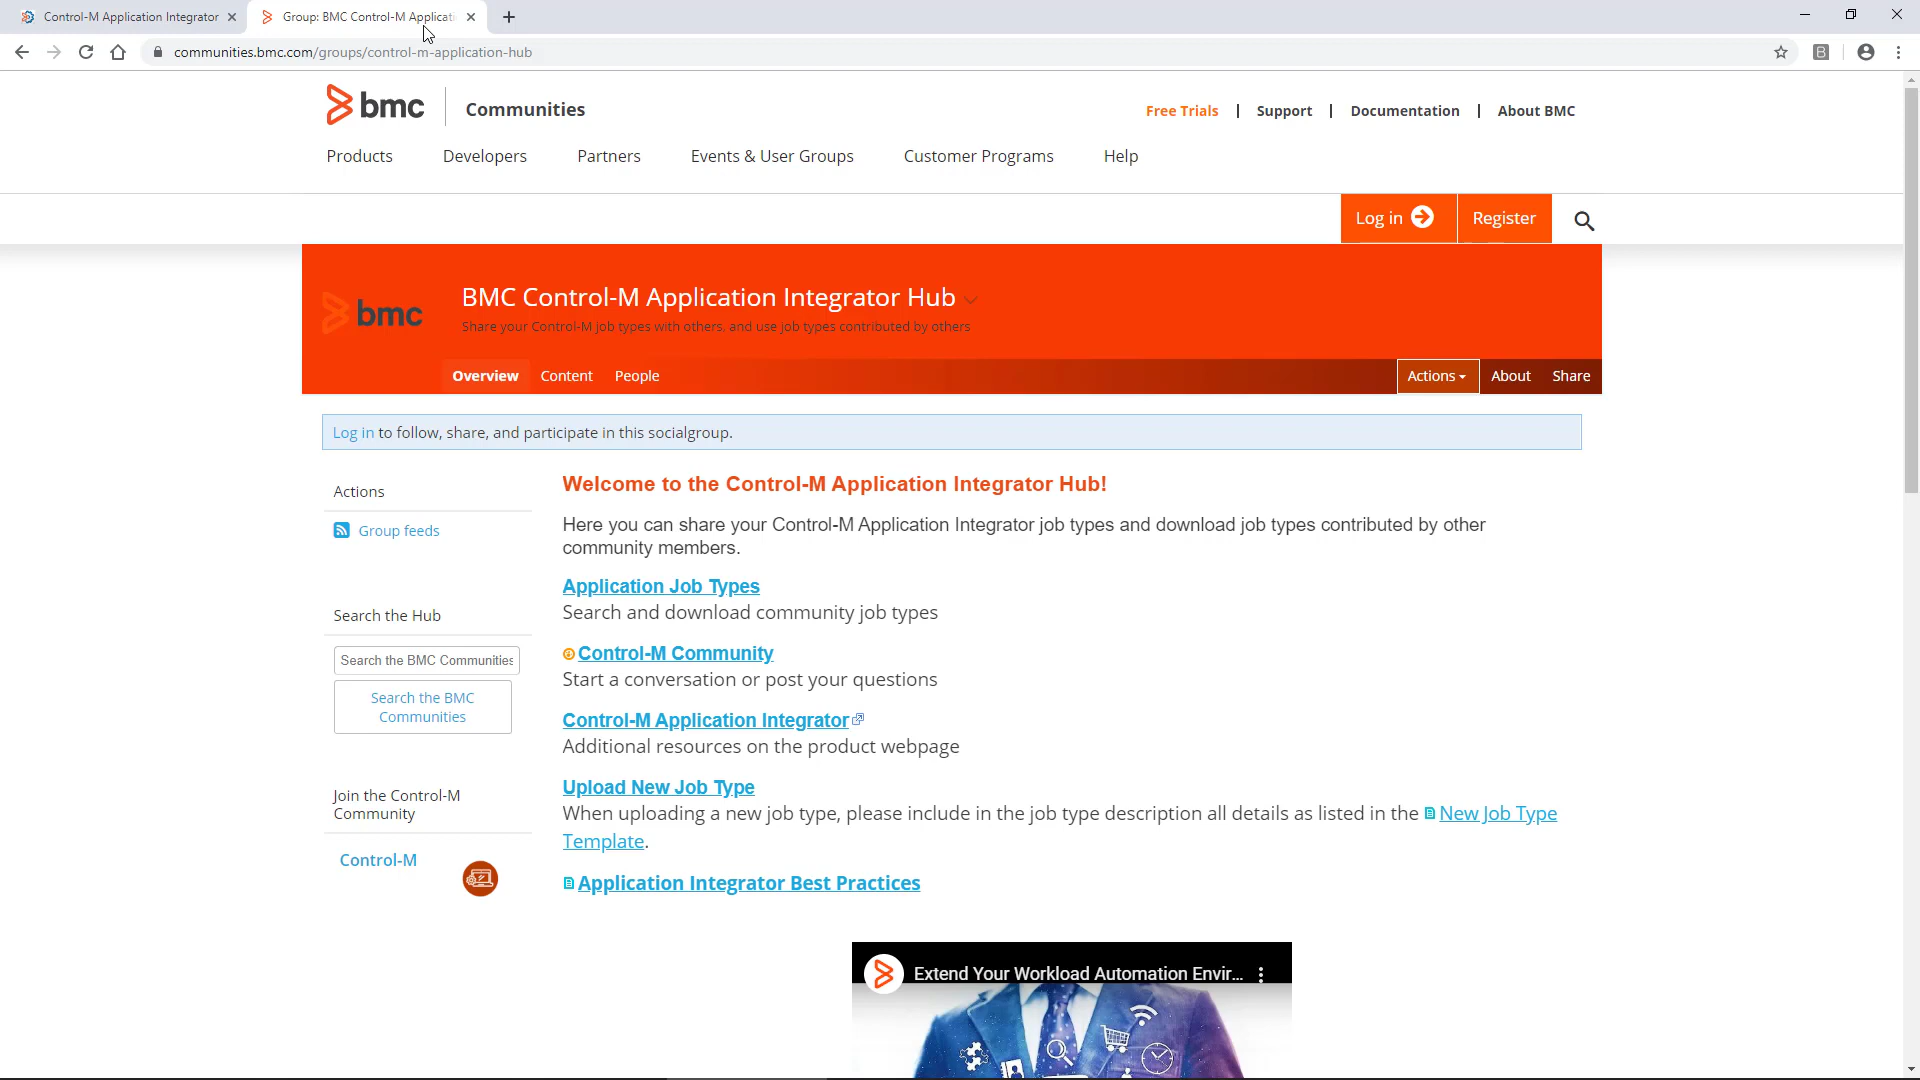 Control-M Application Integrator
Group: BMC Control-M Applicati
communities.bmc.com/groups/control-m-application-hub
bmc
Communities
Free Trials | Support | Documentation | About BMC
Products
Developers
Partners
Events & User Groups
Customer Programs
Help
Log in
Register
bmc
BMC Control-M Application Integrator Hub
Share your Control-M job types with others, and use job types contributed by others
Overview
Content
People
Actions
About
Share
Log in to follow, share, and participate in this socialgroup.
Actions
Group feeds
Search the Hub
Search the BMC Communities
Search the BMC
Communities
Join the Control-M
Community
Control-M
Welcome to the Control-M Application Integrator Hub!
Here you can share your Control-M Application Integrator job types and download job types contributed by other
community members.
Application Job Types
Search and download community job types
Control-M Community
Start a conversation or post your questions
Control-M Application Integrator
Additional resources on the product webpage
Upload New Job Type
When uploading a new job type, please include in the job type description all details as listed in the New Job Type
Template.
Application Integrator Best Practices
Extend Your Workload Automation Envir...